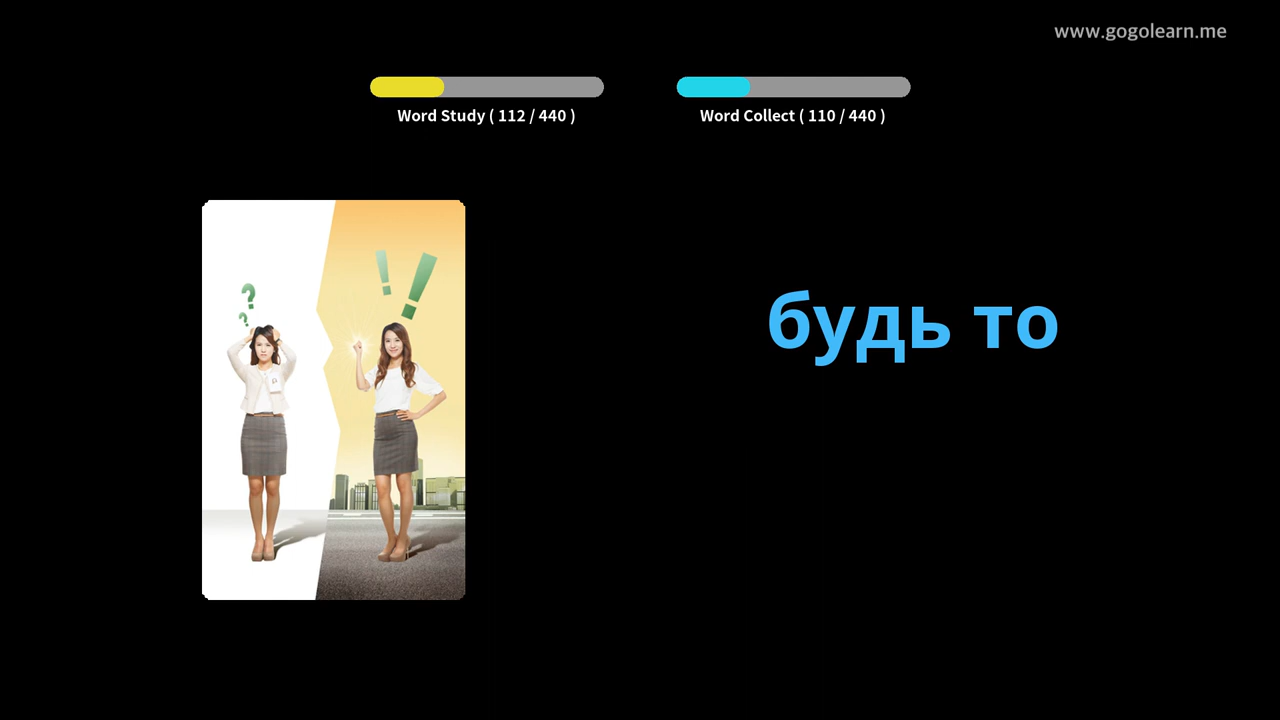 www.gogolearn.me
Word Study ( 112 / 440 )
Word Collect ( 110 / 440 )
? ?
! !
будь то